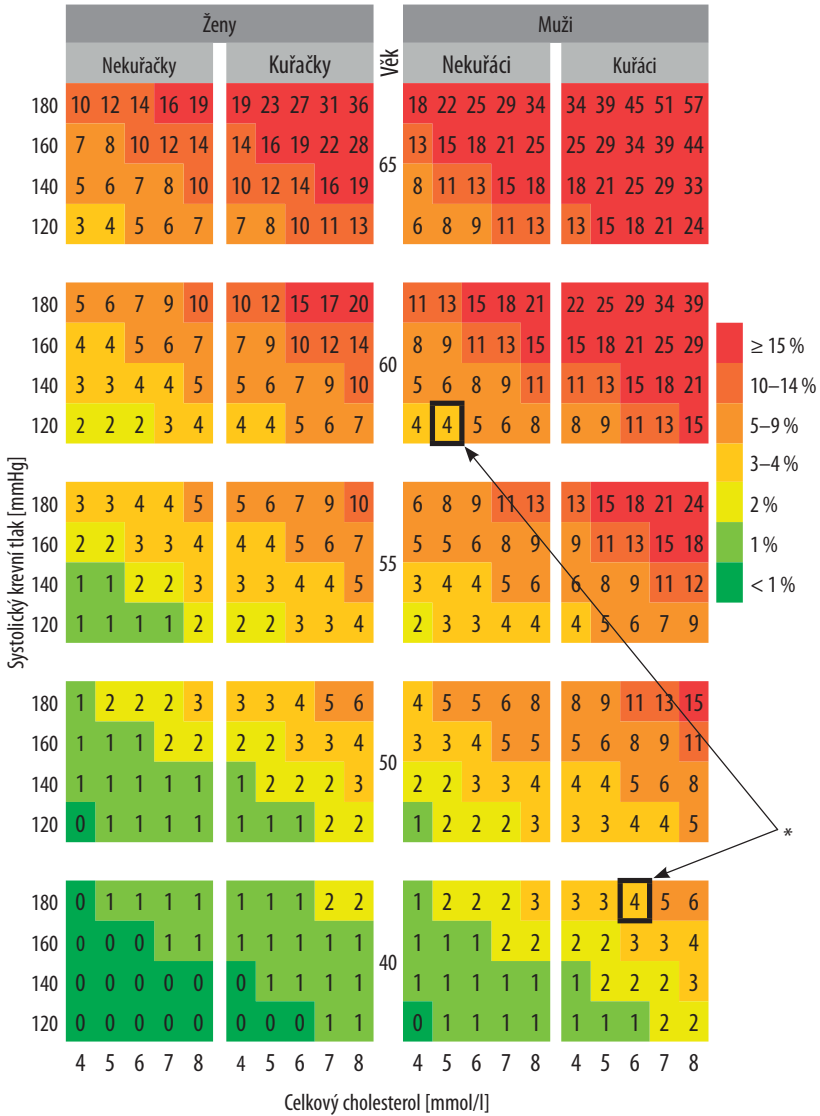 Ženy Věk Muži
Nekuřačky Kuřačky Nekuřáci Kuřáci
180 10 12 14 16 19 19 23 27 31 36 18 22 25 29 34 34 39 45 51 57
160 7 8 10 12 14 14 16 19 22 28 13 15 18 21 25 25 29 34 39 44
65
140 5 6 7 8 10 10 12 14 16 19 8 11 13 15 18 18 21 25 29 33
120 3 4 5 6 7 7 8 10 11 13 6 8 9 11 13 13 15 18 21 24
180 5 6 7 9 10 10 12 15 17 20 11 13 15 18 21 22 25 29 34 39
160 4 4 5 6 7 7 9 10 12 14 8 9 11 13 15 15 18 21 25 29
60
140 3 3 4 4 5 5 6 7 9 10 5 6 8 9 11 11 13 15 18 21
120 2 2 2 3 4 4 4 5 6 7 4 4 5 6 8 8 9 11 13 15
180 3 3 4 4 5 5 6 7 9 10 6 8 9 11 13 13 15 18 21 24
160 2 2 3 3 4 4 4 5 6 7 5 5 6 8 9 9 11 13 15 18
55
140 1 1 2 2 3 3 3 4 4 5 3 4 4 5 6 6 8 9 11 12
120 1 1 1 1 2 2 2 3 3 4 2 3 3 4 4 4 5 6 7 9
180 1 2 2 2 3 3 3 4 5 6 4 5 5 6 8 8 9 11 13 15
160 1 1 1 2 2 2 2 3 3 4 3 3 4 5 5 5 6 8 9 11
50
140 1 1 1 1 1 1 2 2 2 3 2 2 3 3 4 4 4 5 6 8
120 0 1 1 1 1 1 1 1 2 2 1 2 2 2 3 3 3 4 4 5
180 0 1 1 1 1 1 1 1 2 2 1 2 2 2 3 3 3 4 5 6
160 0 0 0 1 1 1 1 1 1 1 1 1 1 2 2 2 2 3 3 4
40
140 0 0 0 0 0 0 1 1 1 1 1 1 1 1 1 1 2 2 2 3
120 0 0 0 0 0 0 0 0 1 1 0 1 1 1 1 1 1 1 2 2
4 5 6 7 8 4 5 6 7 8 4 5 6 7 8 4 5 6 7 8
Celkový cholesterol [mmol/l]
Systolický krevní tlak [mmHg]
≥ 15 %
10–14 %
5–9 %
3–4 %
2 %
1 %
< 1 %
*